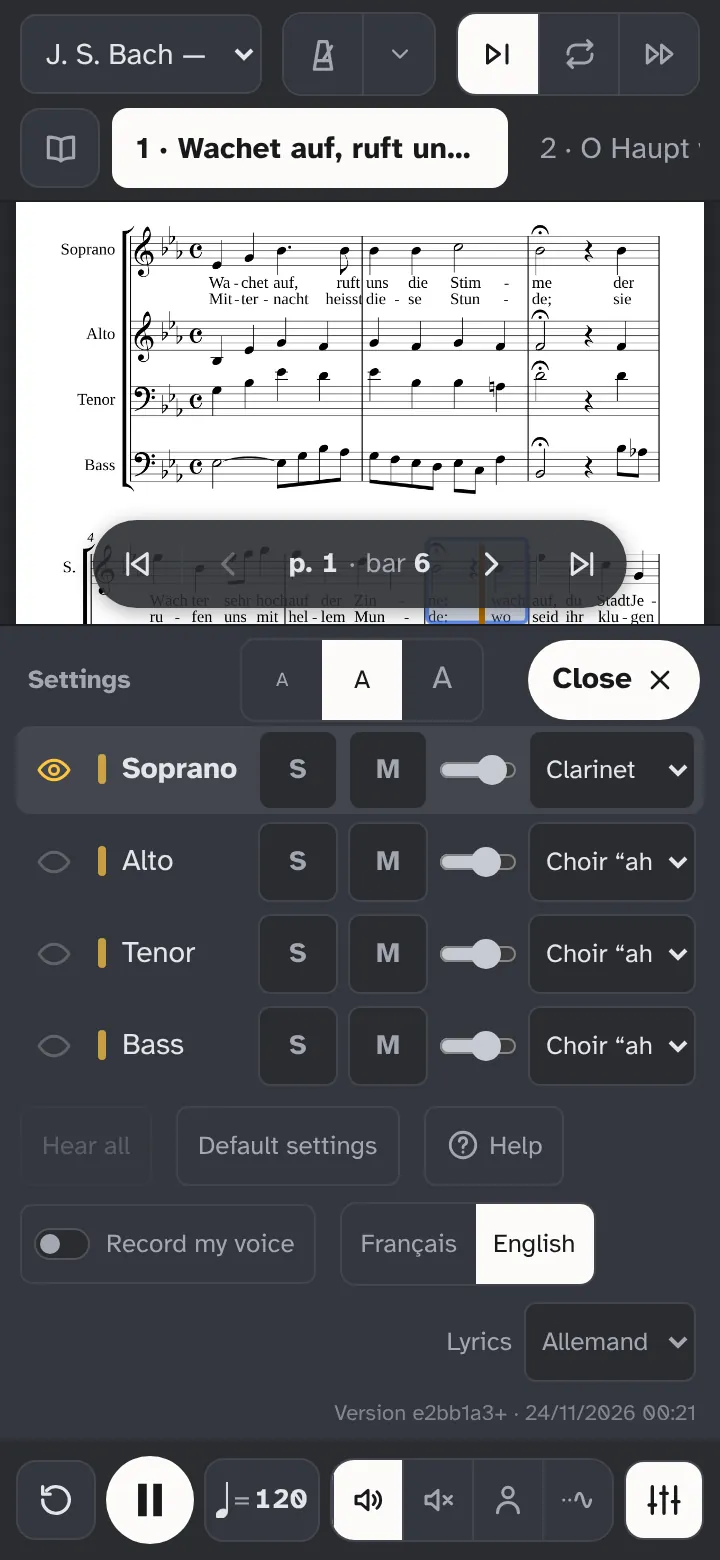 J. S. Bach —
1 · Wachet auf, ruft un...
2 · O Haupt
Soprano
Wa - chet auf, ruft uns die Stim - me der
Mit - ter - nacht heisst die - se Stun - de; sie
Alto
Tenor
Bass
4
S.
p. 1 · bar 6
Wach ter sehr hoch auf der Zin - ne: wach auf, du Stadt Je -
ru - fen uns mit hel - lem Mun - de: wo seid ihr klu - gen
Settings
A A A
Close
Soprano S M Clarinet
Alto S M Choir “ah
Tenor S M Choir “ah
Bass S M Choir “ah
Hear all
Default settings
Help
Record my voice
Français
English
Lyrics
Allemand
Version e2bb1a3+ · 24/11/2026 00:21
= 120